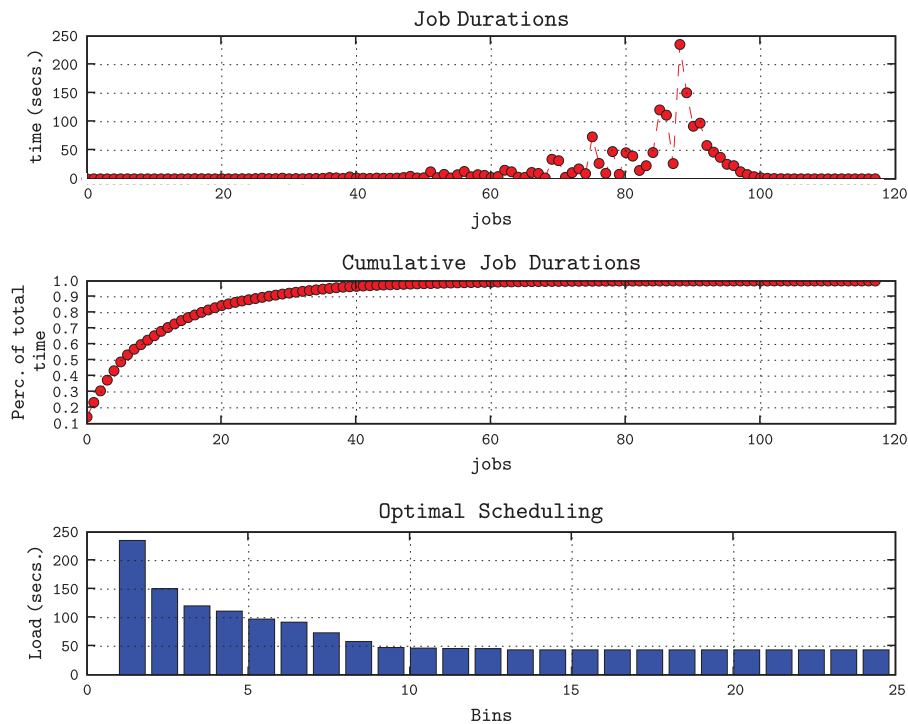 Job Durations
time (secs.)
250
200
150
100
50
0
0 20 40 60 80 100 120
jobs
Cumulative Job Durations
Perc. of total
time
1.0
0.9
0.8
0.7
0.6
0.5
0.4
0.3
0.2
0.1
0 20 40 60 80 100 120
jobs
Optimal Scheduling
Load (secs.)
250
200
150
100
50
0
0 5 10 15 20 25
Bins